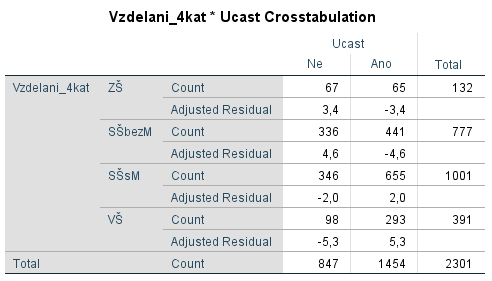 Vzdelani_4kat * Ucast Crosstabulation
Ucast
Ne Ano Total
Vzdelani_4kat ZŠ Count 67 65 132
Adjusted Residual 3,4 -3,4
SŠbezM Count 336 441 777
Adjusted Residual 4,6 -4,6
SŠsM Count 346 655 1001
Adjusted Residual -2,0 2,0
VŠ Count 98 293 391
Adjusted Residual -5,3 5,3
Total Count 847 1454 2301